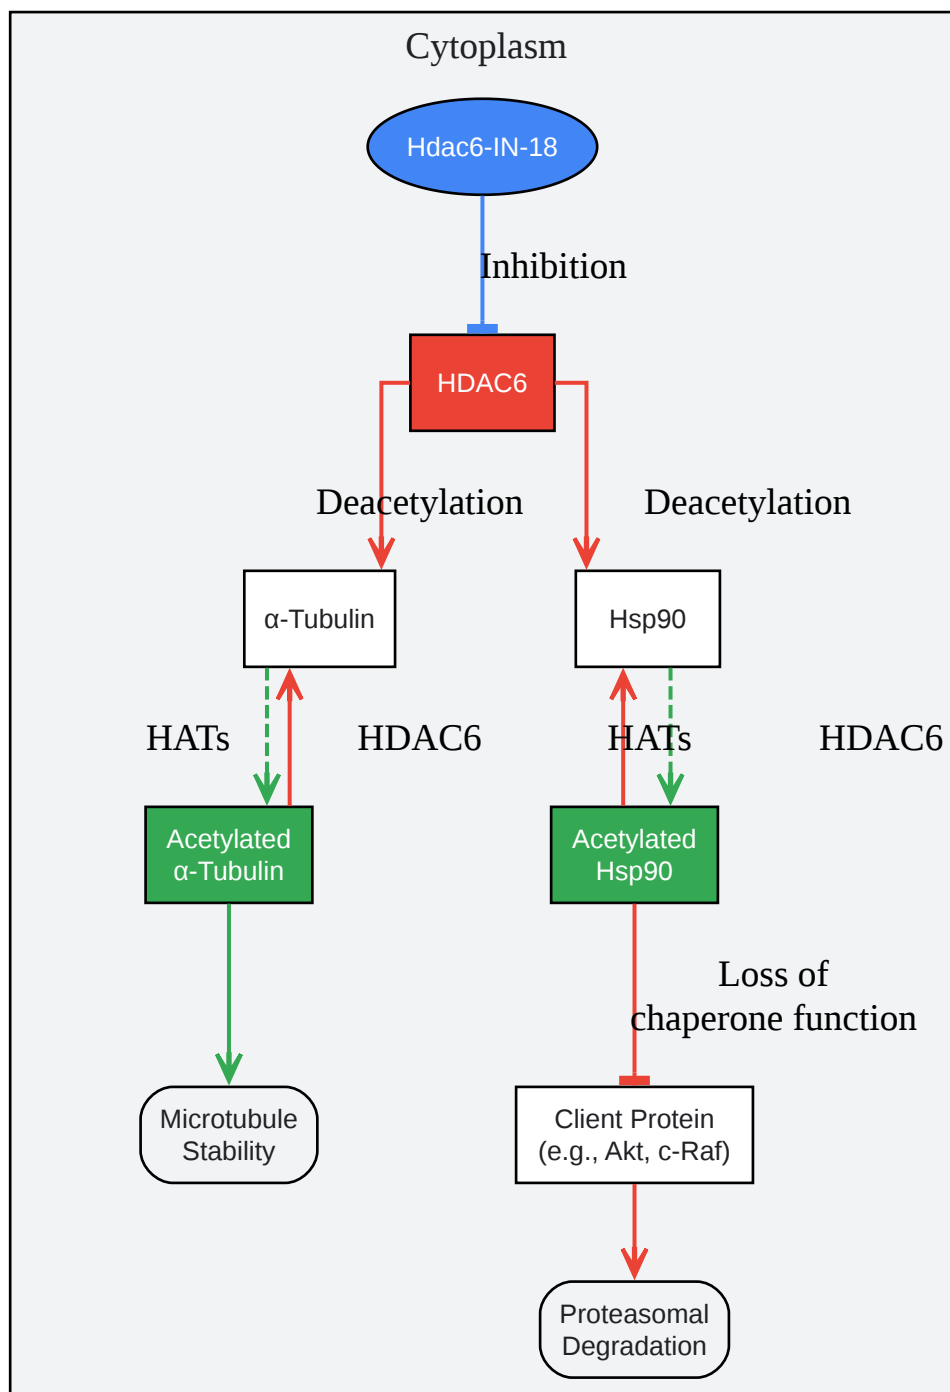 Cytoplasm
Hdac6-IN-18
Inhibition
HDAC6
Deacetylation
Deacetylation
α-Tubulin
Hsp90
HATs
HDAC6
HATs
HDAC6
Acetylated
α-Tubulin
Acetylated
Hsp90
Loss of
chaperone function
Microtubule
Stability
Client Protein
(e.g., Akt, c-Raf)
Proteasomal
Degradation